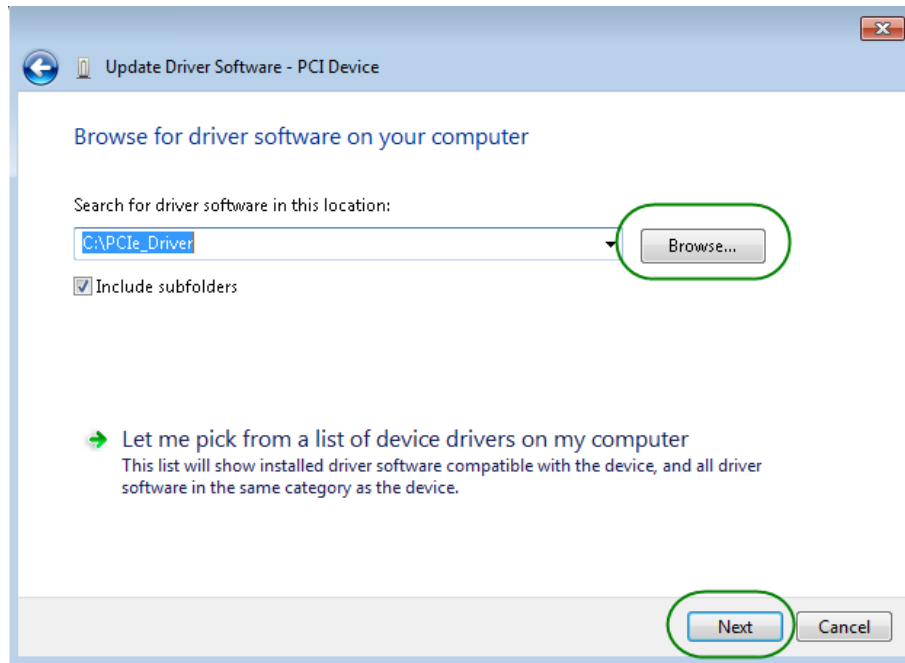 Update Driver Software - PCI Device
Browse for driver software on your computer
Search for driver software in this location:
C:\PCIe_Driver
Browse...
Include subfolders
Let me pick from a list of device drivers on my computer
This list will show installed driver software compatible with the device, and all driver
software in the same category as the device.
Next
Cancel